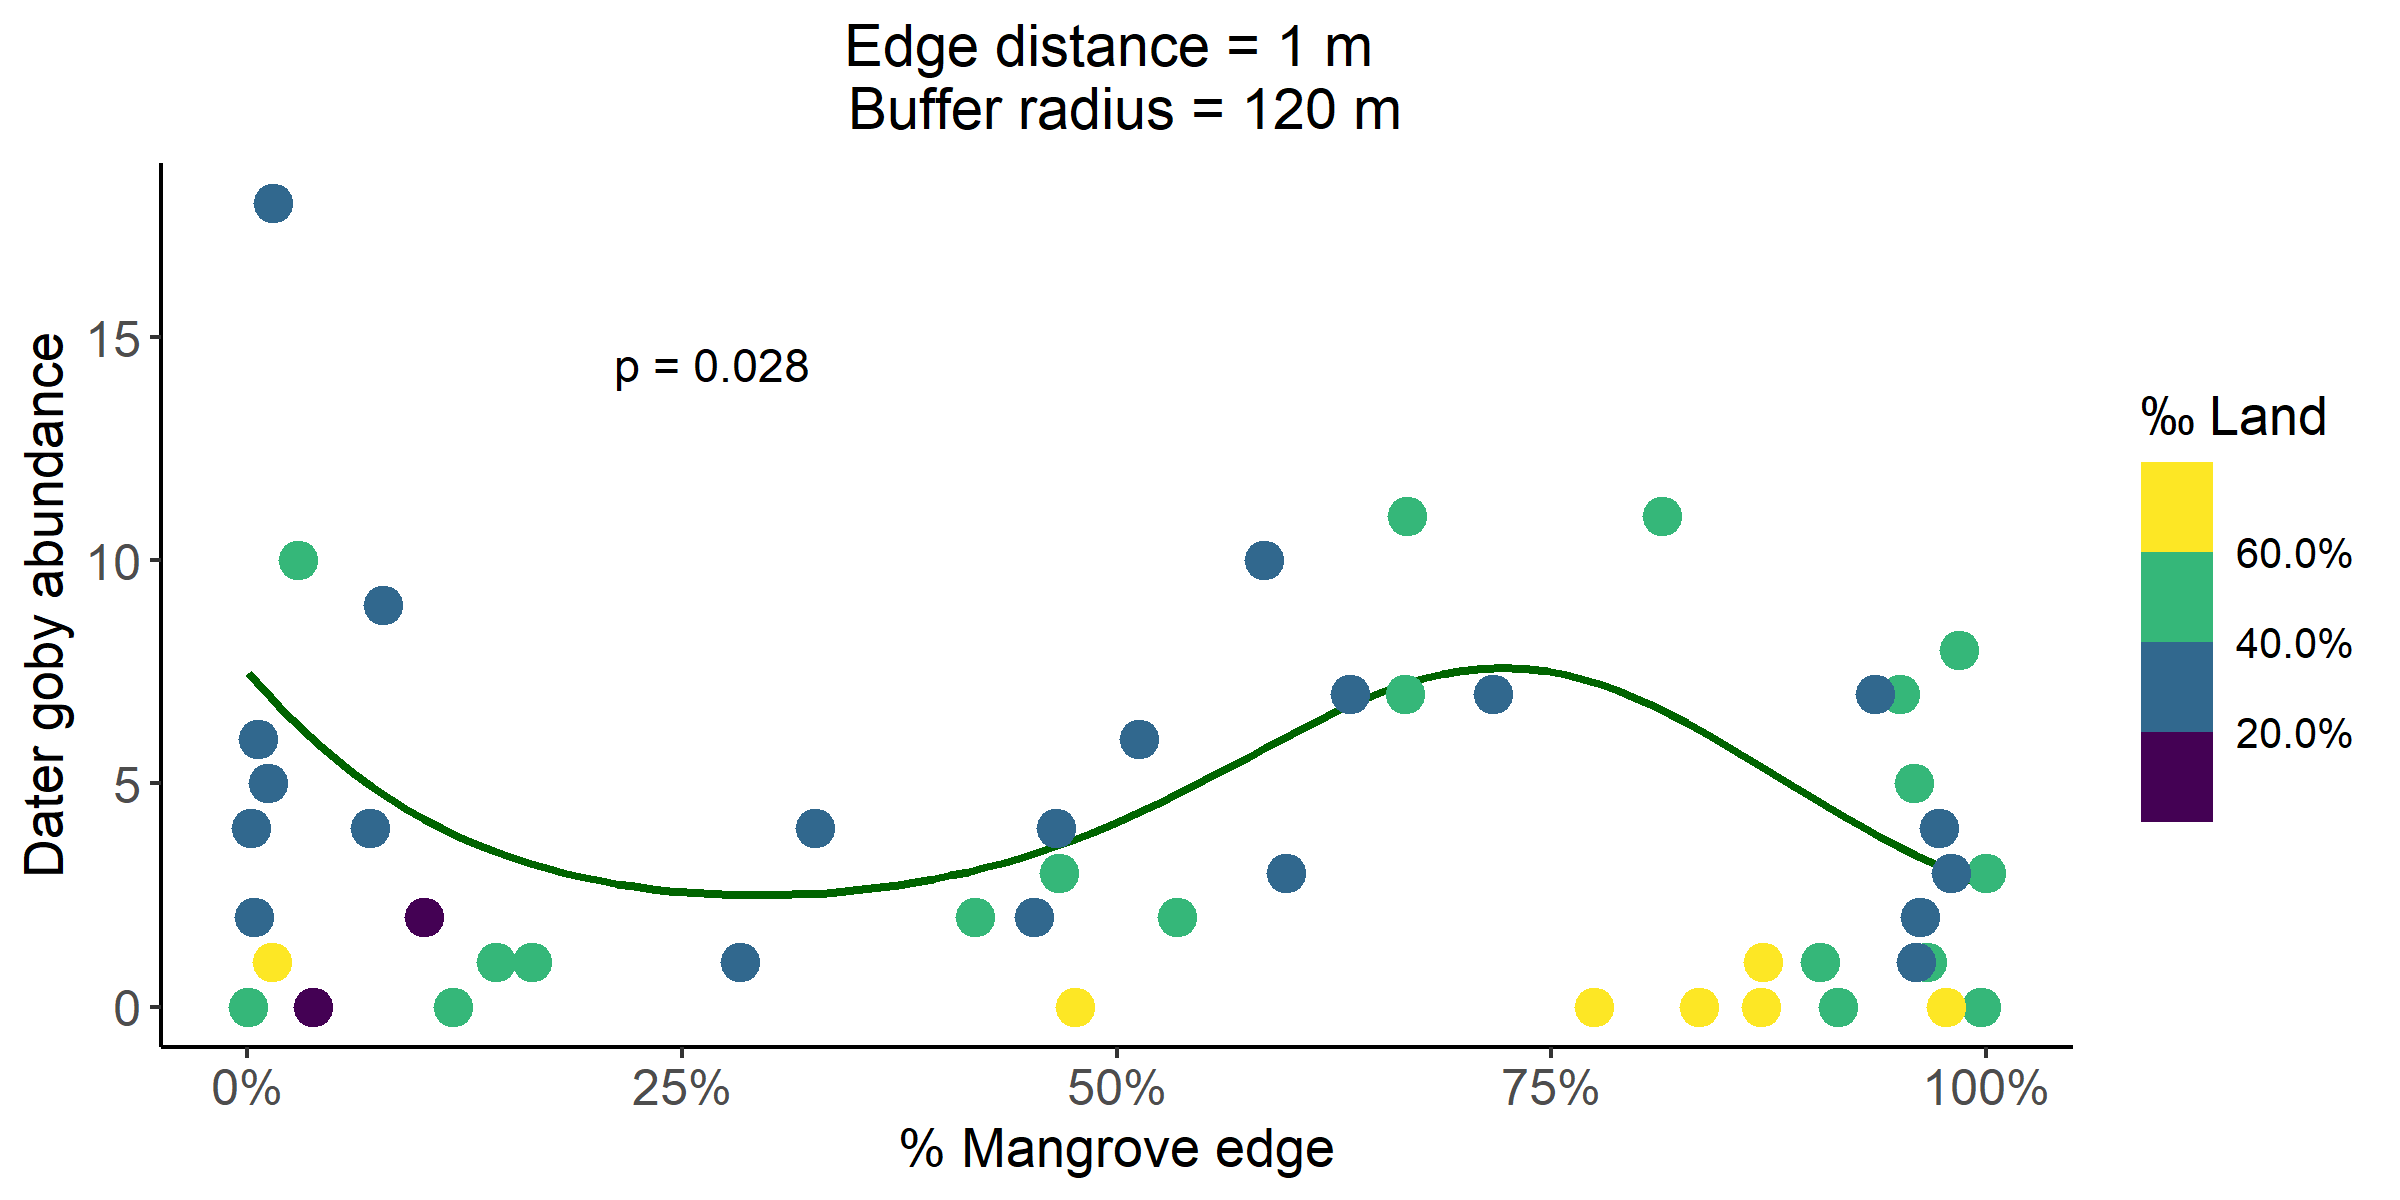 Edge distance = 1 m
Buffer radius = 120 m
Dater goby abundance
15
10
5
0
p = 0.028
0%
25%
50%
75%
100%
% Mangrove edge
‰ Land
60.0%
40.0%
20.0%